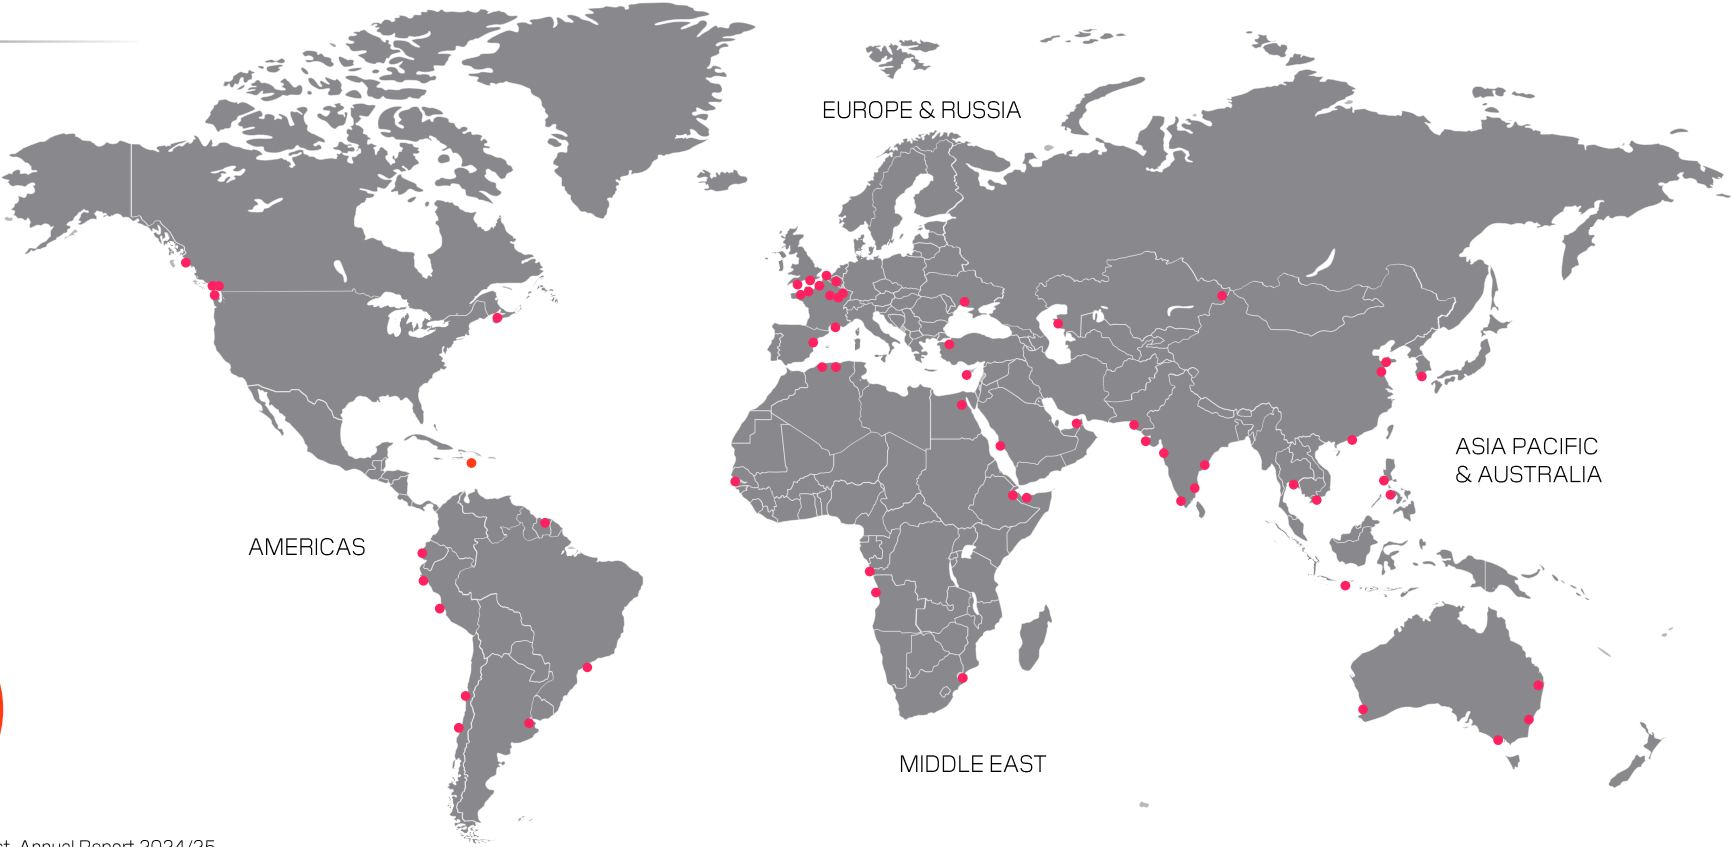 EUROPE & RUSSIA
ASIA PACIFIC
& AUSTRALIA
AMERICAS
MIDDLE EAST
Annual Report 2024/25